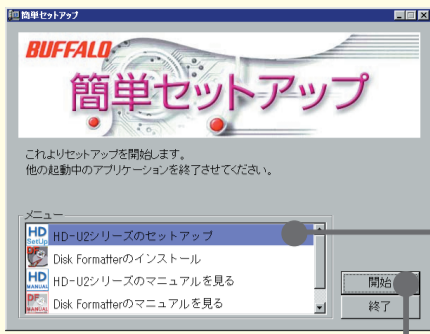 簡単セットアップ
BUFFALO
簡単セットアップ
これよりセットアップを開始します。
他の起動中のアプリケーションを終了させてください。
メニュー
HD SetUp HD-U2シリーズのセットアップ
DF Disk Formatterのインストール
HD MANUAL HD-U2シリーズのマニュアルを見る
DF MANUAL Disk Formatterのマニュアルを見る
開始
終了